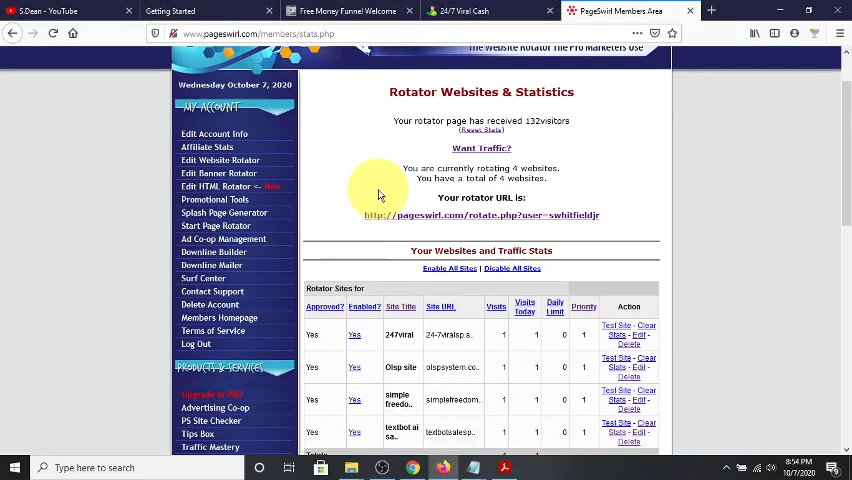 S.Dean - YouTube
Getting Started
Free Money Funnel Welcome
24/7 Viral Cash
PageSwirl Members Area
www.pageswirl.com/members/stats.php
The Website Rotator The Pro Marketers Use
Wednesday October 7, 2020
MY ACCOUNT
Edit Account Info
Affiliate Stats
Edit Website Rotator
Edit Banner Rotator
Edit HTML Rotator <- New
Promotional Tools
Splash Page Generator
Start Page Rotator
Ad Co-op Management
Downline Builder
Downline Mailer
Surf Center
Contact Support
Delete Account
Members Homepage
Terms of Service
Log Out
PRODUCTS & SERVICES
Upgrade to PRO
Advertising Co-op
PS Site Checker
Tips Box
Traffic Mastery
Rotator Websites & Statistics
Your rotator page has received 132visitors
(Reset Stats)
Want Traffic?
You are currently rotating 4 websites.
You have a total of 4 websites.
Your rotator URL is:
http://pageswirl.com/rotate.php?user=swhitfieldjr
Your Websites and Traffic Stats
Enable All Sites | Disable All Sites
Rotator Sites for
Approved? Enabled? Site Title Site URL Visits Visits Today Daily Limit Priority Action
Yes Yes 247viral 24-7viralsp.s.. 1 1 0 1 Test Site - Clear Stats - Edit - Delete
Yes Yes Olsp site olspsystem.co.. 1 1 0 1 Test Site - Clear Stats - Edit - Delete
Yes Yes simple freedo.. simplefreedom.. 1 1 0 1 Test Site - Clear Stats - Edit - Delete
Yes Yes textbot ai sa.. textbotsalesp.. 1 1 0 1 Test Site - Clear Stats - Edit - Delete
Totals
Type here to search
8:54 PM
10/7/2020